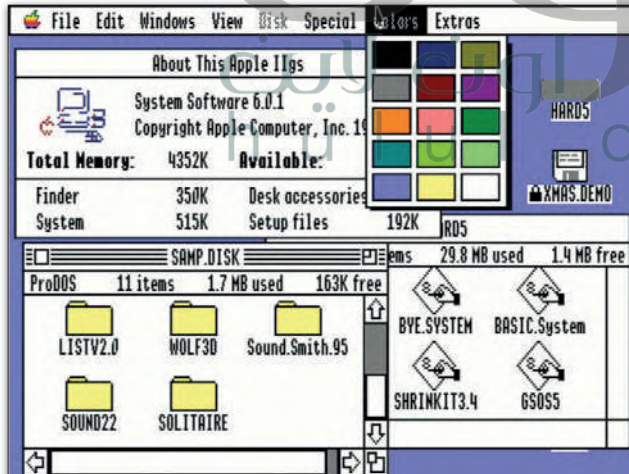 File Edit Windows View Disk Special Colors Extras
About This Apple IIgs
System Software 6.0.1
Copyright Apple Computer, Inc. 19
Total Memory: 4352K Available:
Finder 350K Desk accessories
System 515K Setup files 192K
HARD5
XMAS.DEMO
SAMP.DISK
ProDOS 11 items 1.7 MB used 163K free
LISTV2.0 WOLF3D Sound.Smith.95
SOUND22 SOLITAIRE
RD5
ems 29.8 MB used 1.4 MB free
BYE.SYSTEM BASIC.System
SHRINKIT3.4 GSOS5